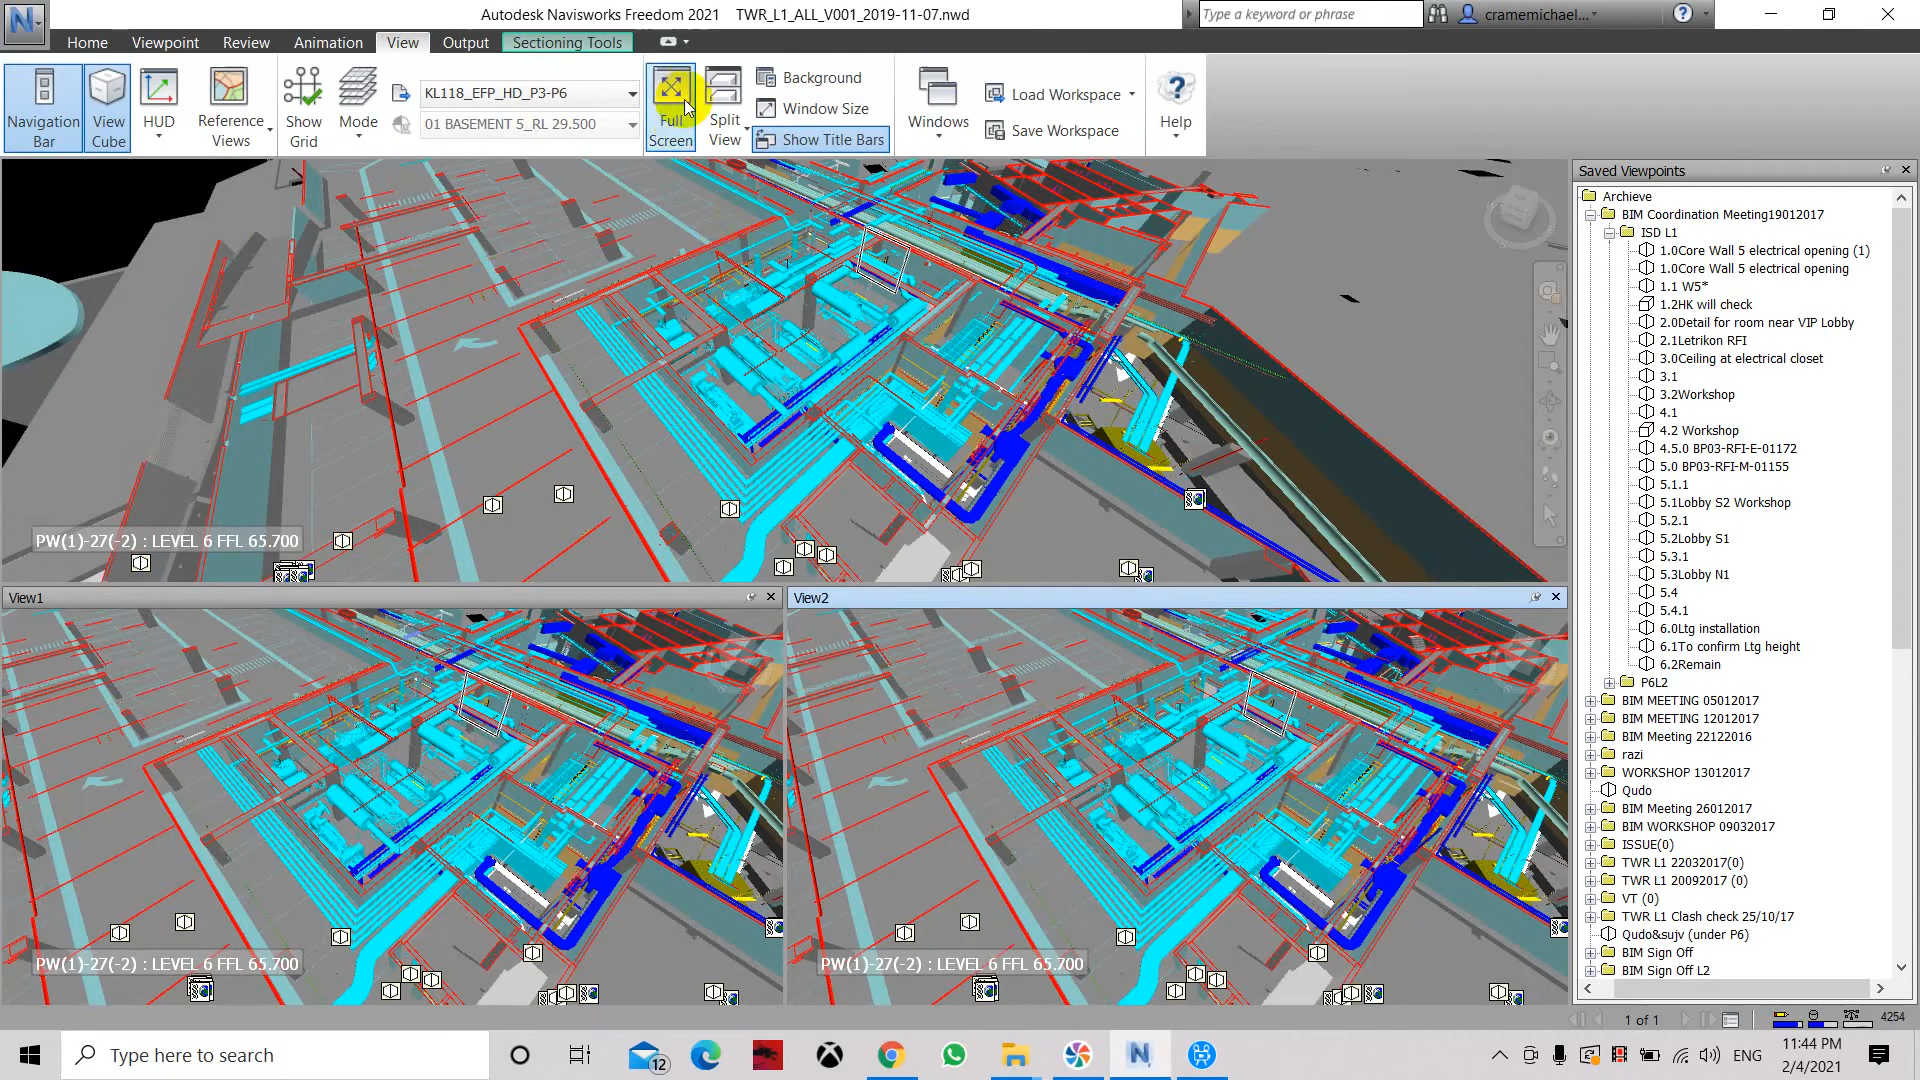 Autodesk Navisworks Freedom 2021 TWR_L1_ALL_V001_2019-11-07.nwd
Type a keyword or phrase
cramemichael...
Home Viewpoint Review Animation View Output Sectioning Tools
Navigation Bar
View Cube
HUD
Reference Views
Show Grid
Mode
KL118_EFP_HD_P3-P6
01 BASEMENT 5_RL 29.500
Full Screen
Split View
Background
Window Size
Show Title Bars
Windows
Load Workspace
Save Workspace
Help
PW(1)-27(-2) : LEVEL 6 FFL 65.700
View1
PW(1)-27(-2) : LEVEL 6 FFL 65.700
View2
PW(1)-27(-2) : LEVEL 6 FFL 65.700
Saved Viewpoints
Archieve
BIM Coordination Meeting19012017
ISD L1
1.0Core Wall 5 electrical opening (1)
1.0Core Wall 5 electrical opening
1.1 W5*
1.2HK will check
2.0Detail for room near VIP Lobby
2.1Letrikon RFI
3.0Ceiling at electrical closet
3.1
3.2Workshop
4.1
4.2 Workshop
4.5.0 BP03-RFI-E-01172
5.0 BP03-RFI-M-01155
5.1.1
5.1Lobby S2 Workshop
5.2.1
5.2Lobby S1
5.3.1
5.3Lobby N1
5.4
5.4.1
6.0Ltg installation
6.1To confirm Ltg height
6.2Remain
P6L2
BIM MEETING 05012017
BIM MEETING 12012017
BIM Meeting 22122016
razi
WORKSHOP 13012017
Qudo
BIM Meeting 26012017
BIM WORKSHOP 09032017
ISSUE(0)
TWR L1 22032017(0)
TWR L1 20092017 (0)
VT (0)
TWR L1 Clash check 25/10/17
Qudo&sujv (under P6)
BIM Sign Off
BIM Sign Off L2
1 of 1
4254
Type here to search
12
ENG
11:44 PM
2/4/2021